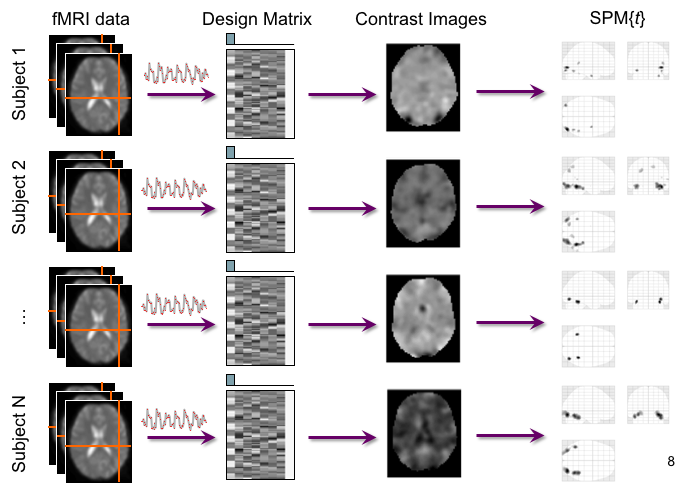 fMRI data
Design Matrix
Contrast Images
SPM{t}
Subject 1
Subject 2
...
Subject N
8